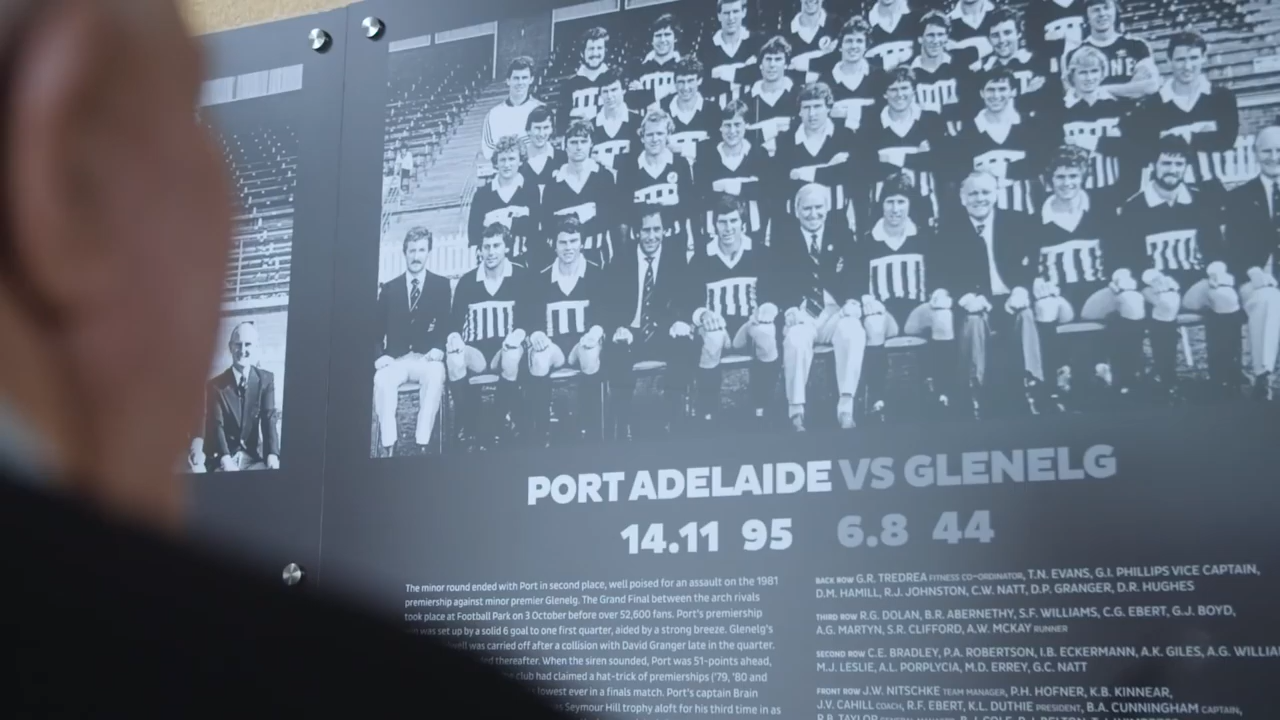 PORT ADELAIDE VS GLENELG
14.11 95 6.8 44
The minor round ended with Port in second place, well poised for an assault on the 1981
premiership against minor premier Glenelg. The Grand Final between the arch rivals
took place at Football Park on 3 October before over 52,600 fans. Port's premiership
was set up by a solid 6 goal to one first quarter, aided by a strong breeze. Glenelg's
was carried off after a collision with David Granger late in the quarter.
thereafter. When the siren sounded, Port was 51-points ahead,
club had claimed a hat-trick of premierships ('79, '80 and
lowest ever in a finals match. Port's captain Brain
Seymour Hill trophy aloft for his third time in as
BACK ROW G.R. TREDREA FITNESS CO-ORDINATOR, T.N. EVANS, G.I. PHILLIPS VICE CAPTAIN,
D.M. HAMILL, R.J. JOHNSTON, C.W. NATT, D.P. GRANGER, D.R. HUGHES
THIRD ROW R.G. DOLAN, B.R. ABERNETHY, S.F. WILLIAMS, C.G. EBERT, G.J. BOYD,
A.G. MARTYN, S.R. CLIFFORD, A.W. MCKAY RUNNER
SECOND ROW C.E. BRADLEY, P.A. ROBERTSON, I.B. ECKERMANN, A.K. GILES, A.G. WILLIA
M.J. LESLIE, A.L. PORPLYCIA, M.D. ERREY, G.C. NATT
FRONT ROW J.W. NITSCHKE TEAM MANAGER, P.H. HOFNER, K.B. KINNEAR,
J.V. CAHILL COACH, R.F. EBERT, K.L. DUTHIE PRESIDENT, B.A. CUNNINGHAM CAPTAIN,